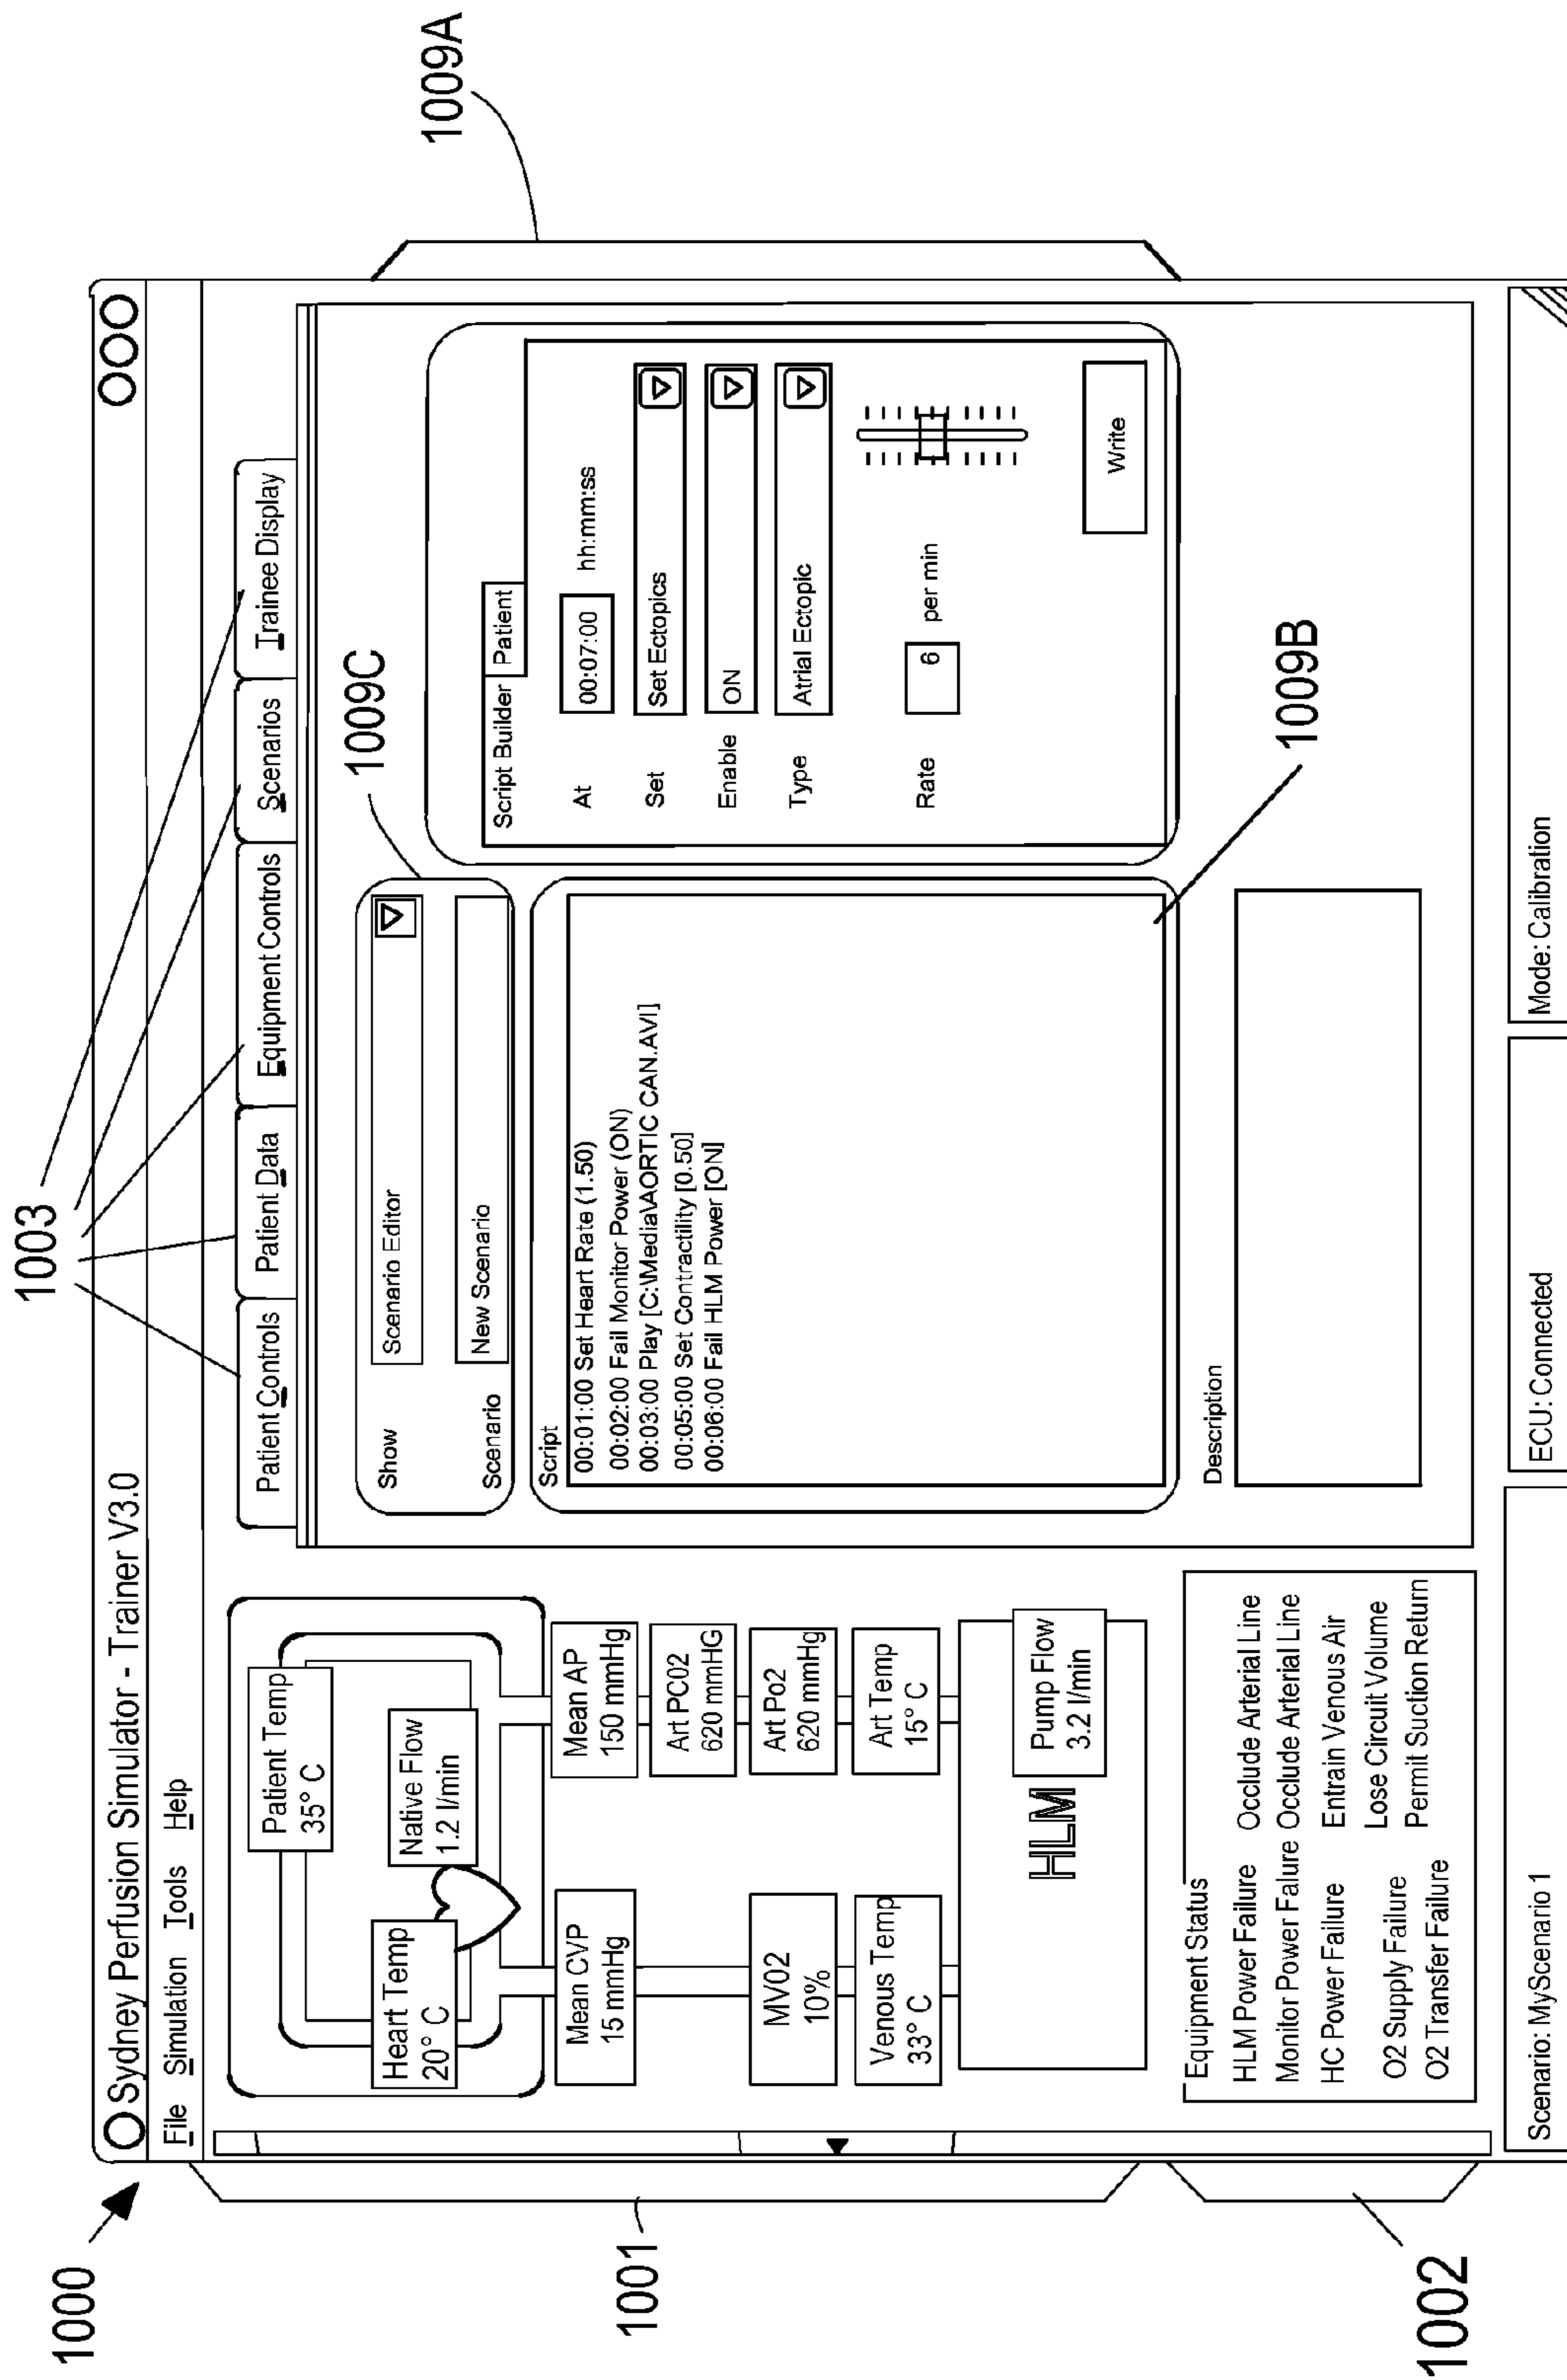 1000
1003
1009A
Sydney Perfusion Simulator - Trainer V3.0
File Simulation Tools Help
Patient Controls
Patient Data
Equipment Controls
Scenarios
Trainee Display
1001
Patient Temp
35° C
Native Flow
1.2 l/min
Heart Temp
20° C
Mean CVP
15 mmHg
Mean AP
150 mmHg
Art PC02
620 mmHG
MV02
10%
Art Po2
620 mmHg
Venous Temp
33° C
Art Temp
15° C
HLM
Pump Flow
3.2 l/min
1002
Equipment Status
HLM Power Failure Occlude Arterial Line
Monitor Power Falure Occlude Arterial Line
HC Power Failure Entrain Venous Air
O2 Supply Failure Lose Circuit Volume
O2 Transfer Failure Permit Suction Return
1009C
Show Scenario Editor
Scenario New Scenario
Script
00:01:00 Set Heart Rate (1.50)
00:02:00 Fail Monitor Power (ON)
00:03:00 Play [C:\Media\AORTIC CAN.AVI]
00:05:00 Set Contractility [0.50]
00:06:00 Fail HLM Power [ON]
1009B
Description
Script Builder Patient
At 00:07:00 hh:mm:ss
Set Set Ectopics
Enable ON
Type Atrial Ectopic
Rate 6 per min
Write
Scenario: MyScenario 1
ECU: Connected
Mode: Calibration